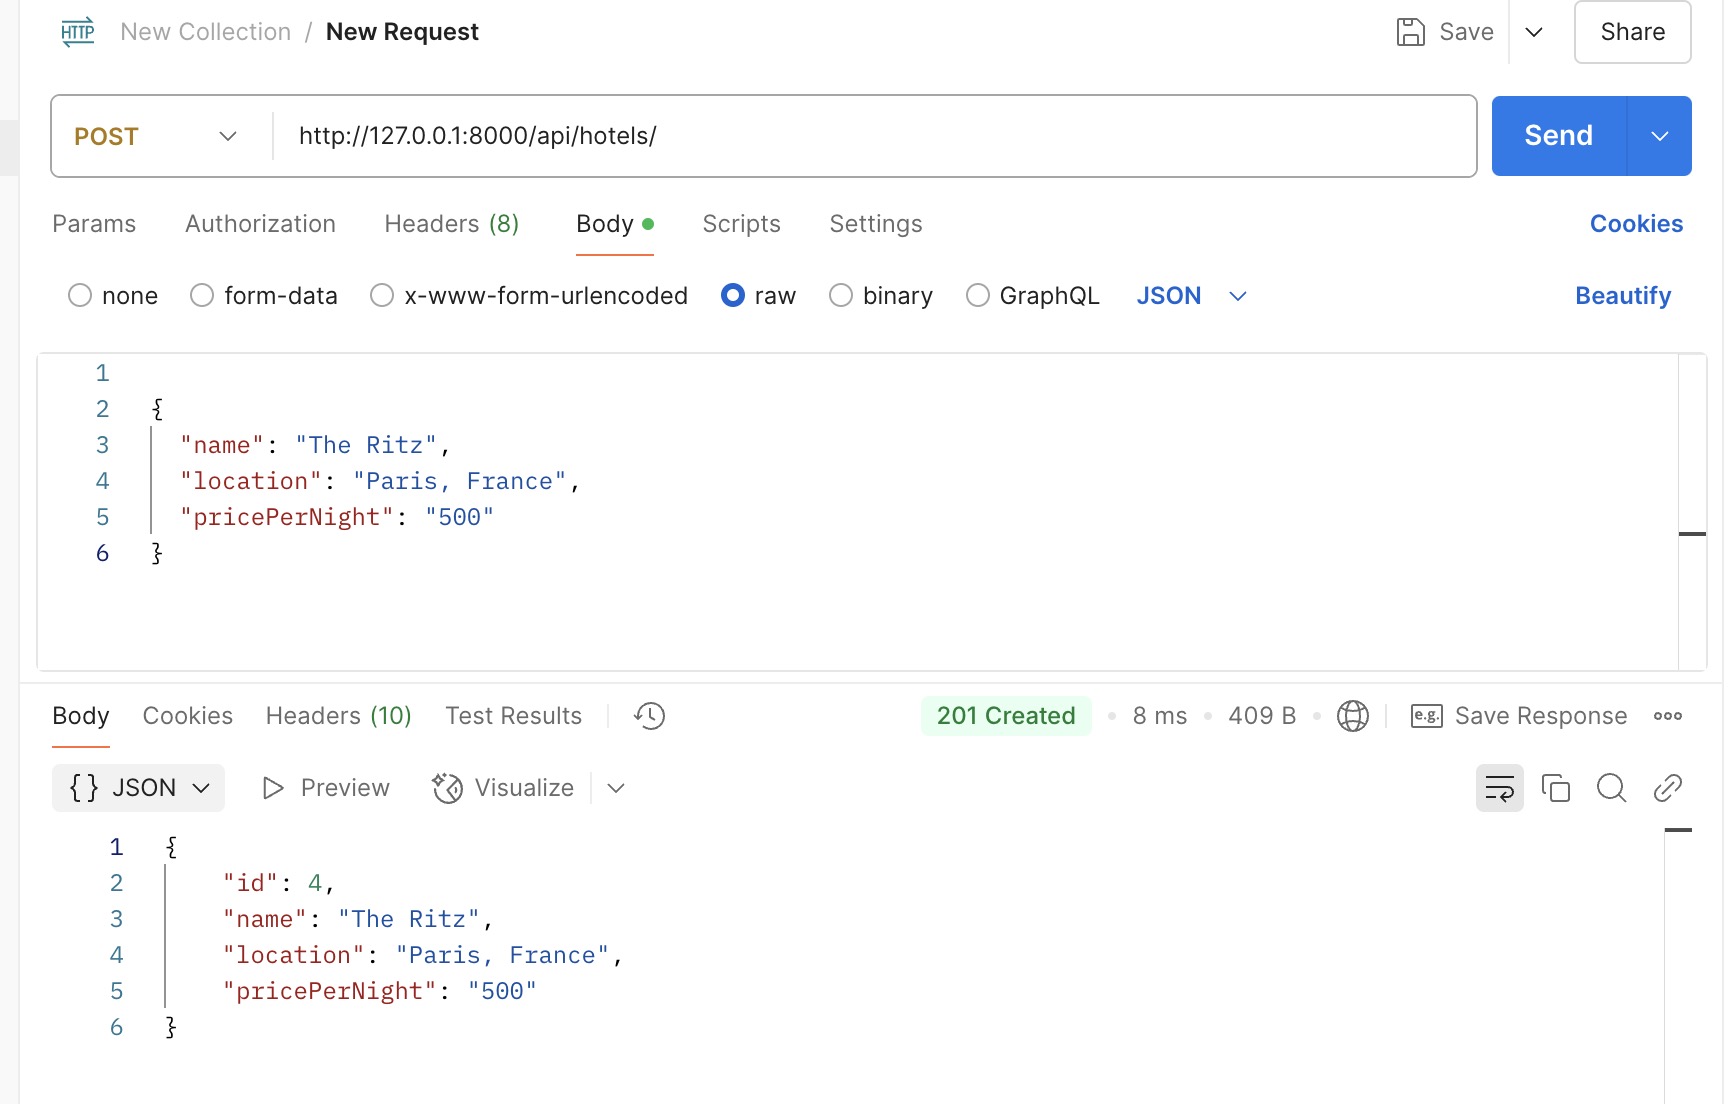 HTTP New Collection / New Request Save Share
POST http://127.0.0.1:8000/api/hotels/ Send
Params Authorization Headers (8) Body Scripts Settings Cookies
none form-data x-www-form-urlencoded raw binary GraphQL JSON Beautify
1
2 {
3 "name": "The Ritz",
4 "location": "Paris, France",
5 "pricePerNight": "500"
6 }
Body Cookies Headers (10) Test Results 201 Created 8 ms 409 B e.g. Save Response
{} JSON Preview Visualize
1 {
2 "id": 4,
3 "name": "The Ritz",
4 "location": "Paris, France",
5 "pricePerNight": "500"
6 }